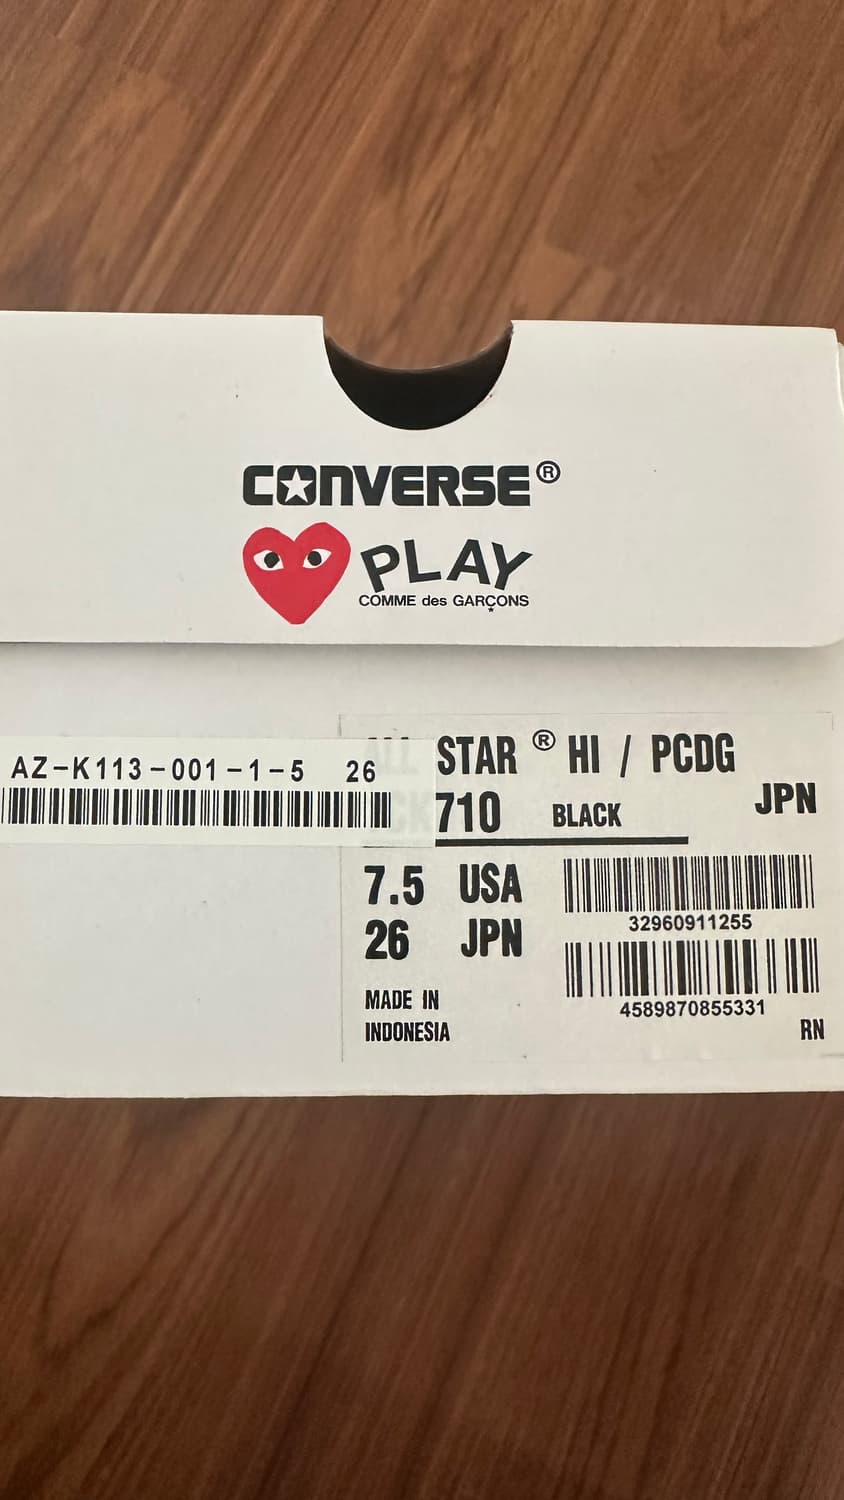 CONVERSE®
PLAY
COMME des GARÇONS
AZ-K113-001-1-5 26
ALL STAR ® HI / PCDG
710 BLACK
JPN
7.5 USA
26 JPN
32960911255
4589870855331
MADE IN
INDONESIA
RN